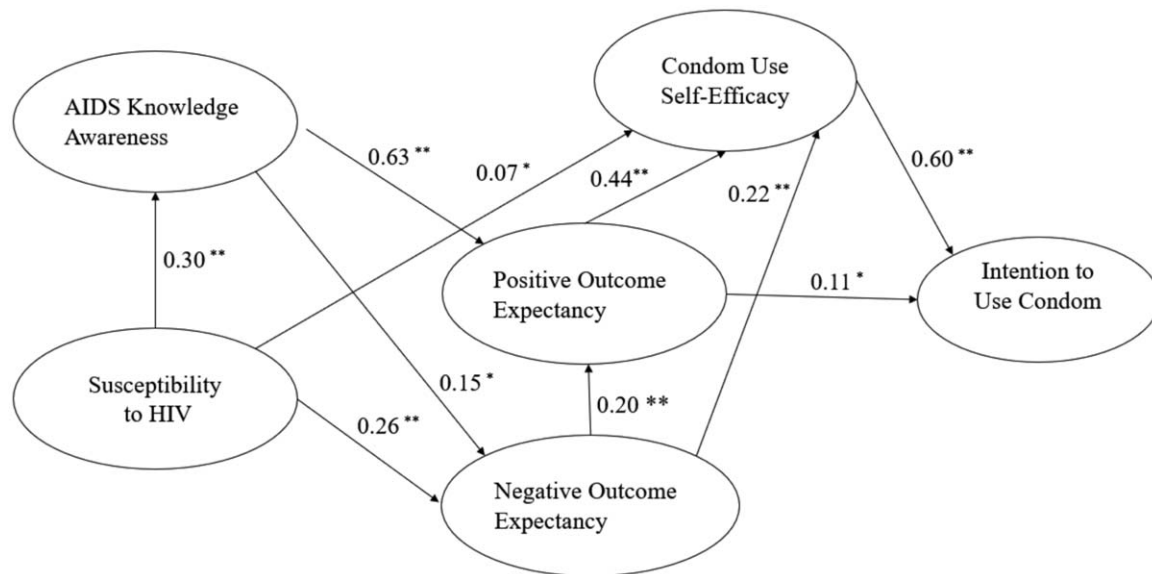 Condom Use
Self-Efficacy
AIDS Knowledge
Awareness
0.63 **
0.07 *
0.44**
0.22 **
0.60 **
0.30 **
Positive Outcome
Expectancy
0.11 *
Intention to
Use Condom
Susceptibility
to HIV
0.15 *
0.26 **
0.20 **
Negative Outcome
Expectancy